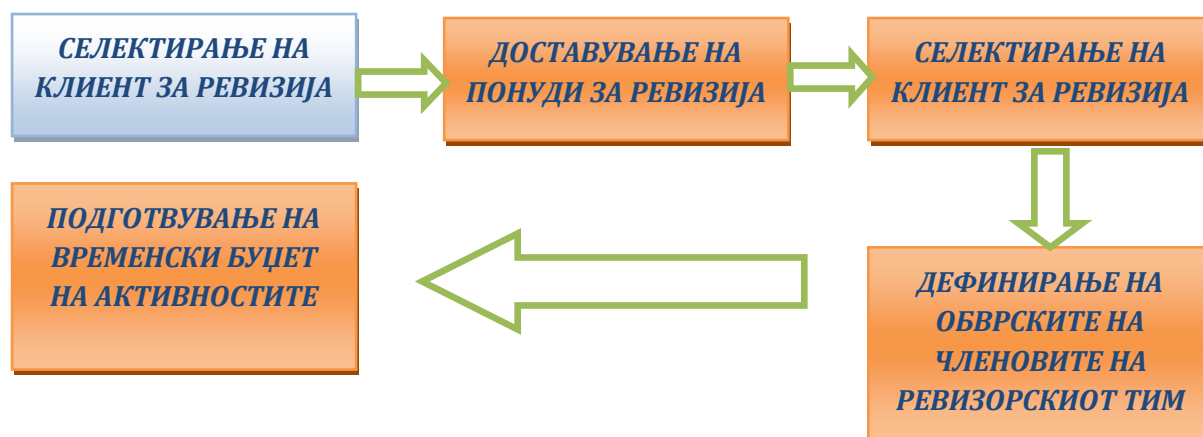 СЕЛЕКТИРАЊЕ НА
КЛИЕНТ ЗА РЕВИЗИЈА
ДОСТАВУВАЊЕ НА
ПОНУДИ ЗА РЕВИЗИЈА
СЕЛЕКТИРАЊЕ НА
КЛИЕНТ ЗА РЕВИЗИЈА
ДЕФИНИРАЊЕ НА
ОБВРСКИТЕ НА
ЧЛЕНОВИТЕ НА
РЕВИЗОРСКИОТ ТИМ
ПОДГОТВУВАЊЕ НА
ВРЕМЕНСКИ БУЏЕТ
НА АКТИВНОСТИТЕ